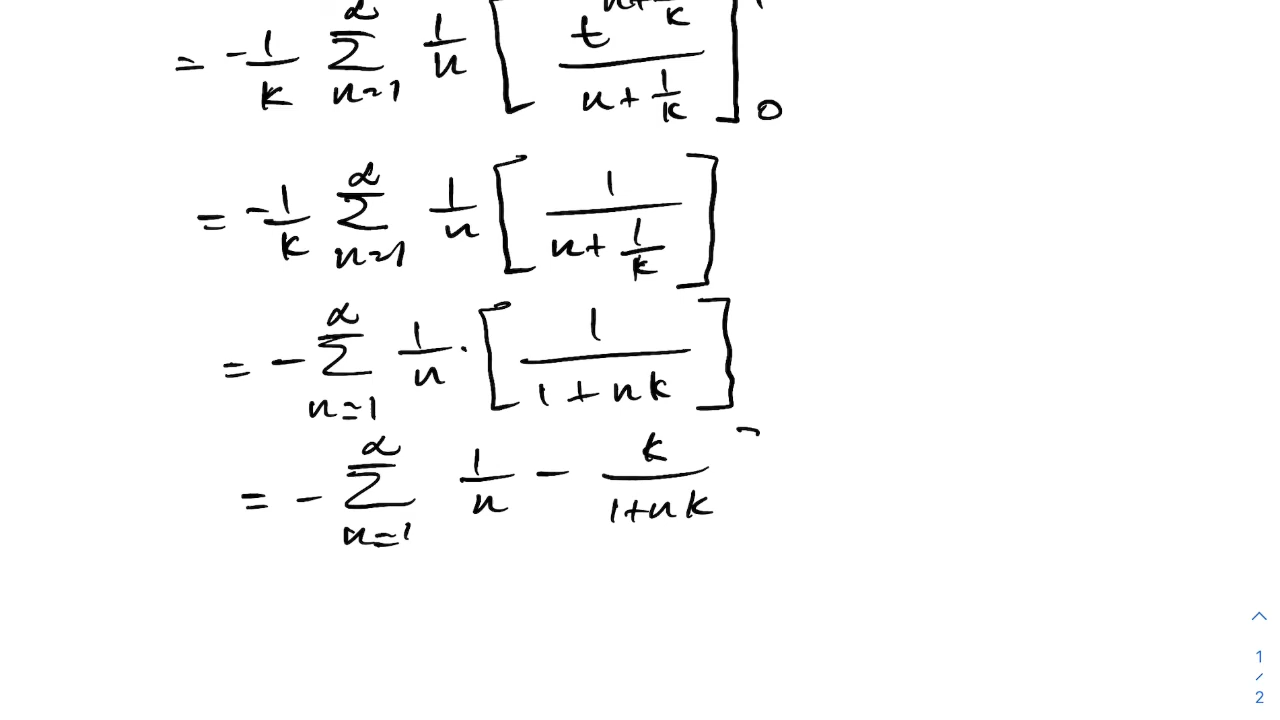 = -1/k ∑_{n=1}^{∝} 1/n [ t^{n+1/k} / (n + 1/k) ]_0
= -1/k ∑_{n=1}^{∝} 1/n [ 1 / (n + 1/k) ]
= - ∑_{n=1}^{∝} 1/n · [ 1 / (1 + nk) ]
= - ∑_{n=1}^{∝} 1/n - k / (1+nk)
1
/
2